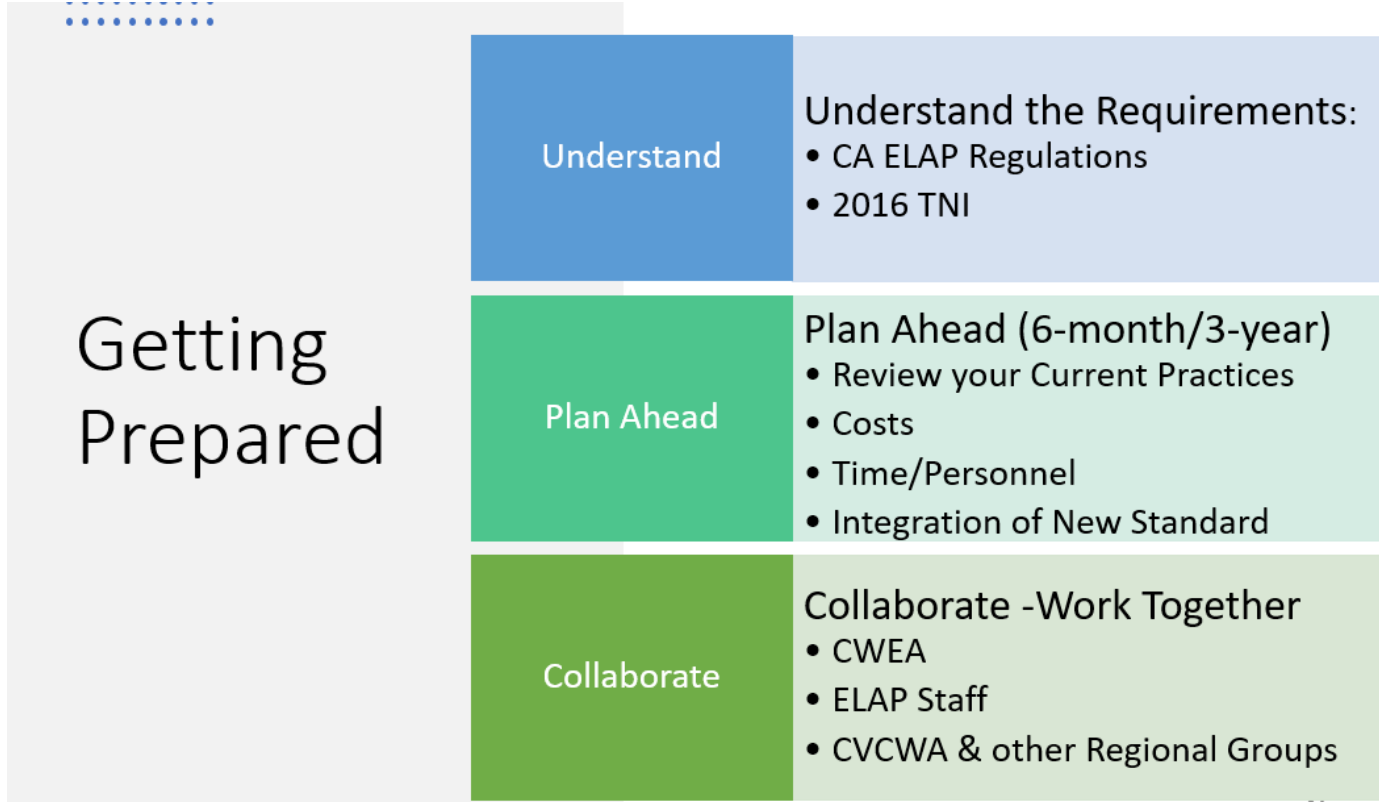 Getting
Prepared
Understand
Understand the Requirements:
• CA ELAP Regulations
• 2016 TNI
Plan Ahead
Plan Ahead (6-month/3-year)
• Review your Current Practices
• Costs
• Time/Personnel
• Integration of New Standard
Collaborate
Collaborate -Work Together
• CWEA
• ELAP Staff
• CVCWA & other Regional Groups